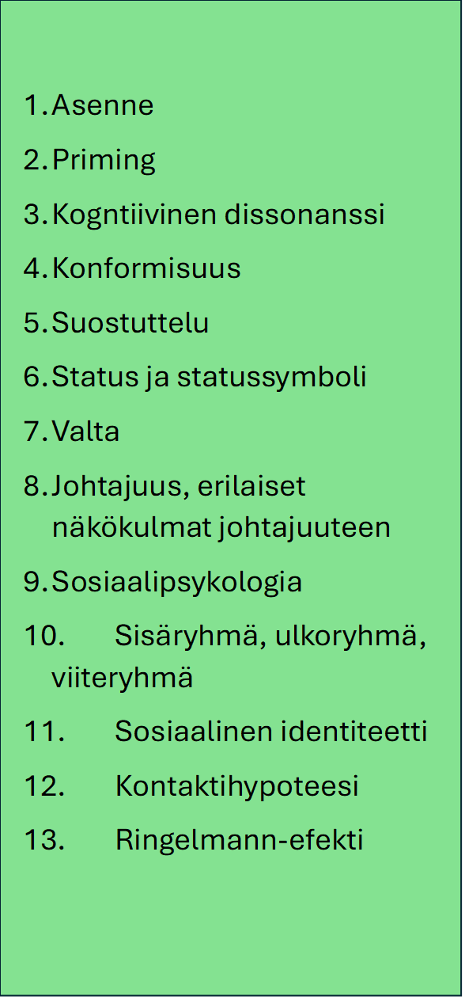 1. Asenne
2. Priming
3. Kogntiivinen dissonanssi
4. Konformisuus
5. Suostuttelu
6. Status ja statussymboli
7. Valta
8. Johtajuus, erilaiset
näkökulmat johtajuuteen
9. Sosiaalipsykologia
10. Sisäryhmä, ulkoryhmä,
viiteryhmä
11. Sosiaalinen identiteetti
12. Kontaktihypoteesi
13. Ringelmann-efekti